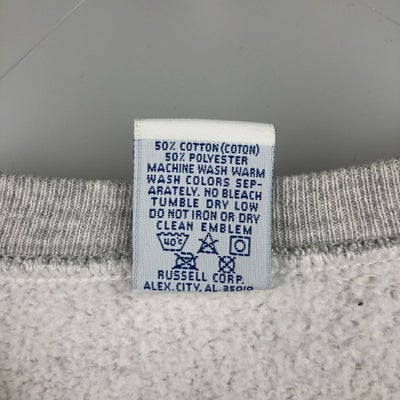 50% COTTON (COTON)
50% POLYESTER
MACHINE WASH WARM
WASH COLORS SEP-
ARATELY. NO BLEACH
TUMBLE DRY LOW
DO NOT IRON OR DRY
CLEAN EMBLEM
40°C
RUSSELL CORP.
ALEX. CITY, AL. 35010